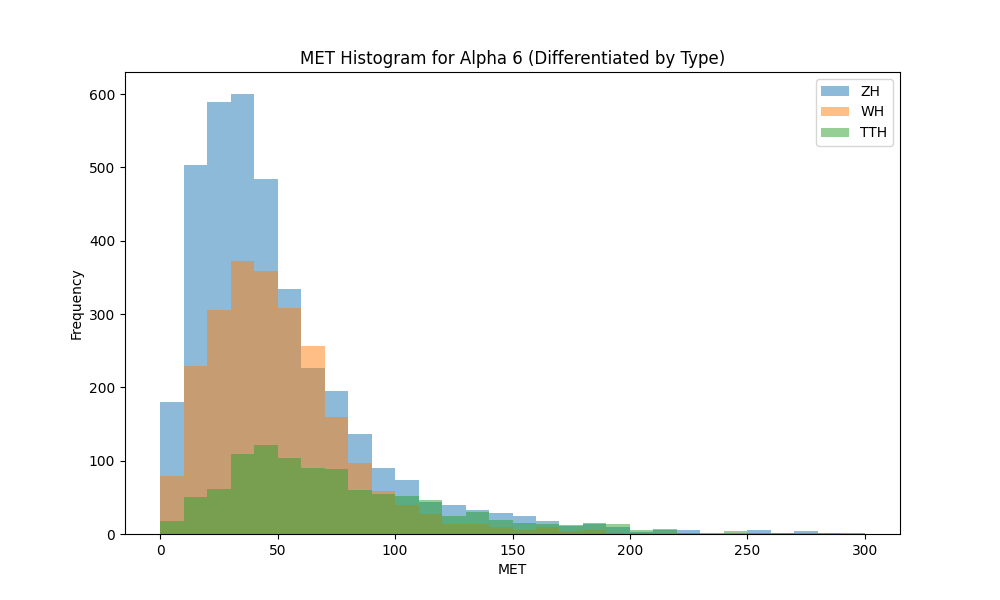 MET Histogram for Alpha 6 (Differentiated by Type)
ZH
WH
TTH
600
500
400
300
200
100
0
Frequency
0 50 100 150 200 250 300
MET